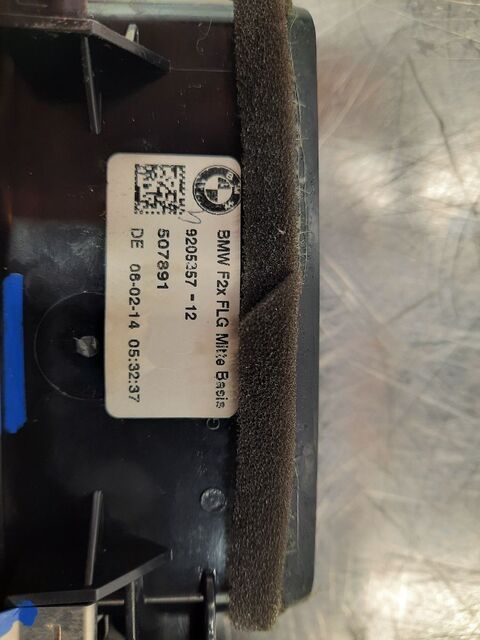 BMW F2x FLG Mitte Basis
9205357-12
507891
DE 06-02-14 05:32:37